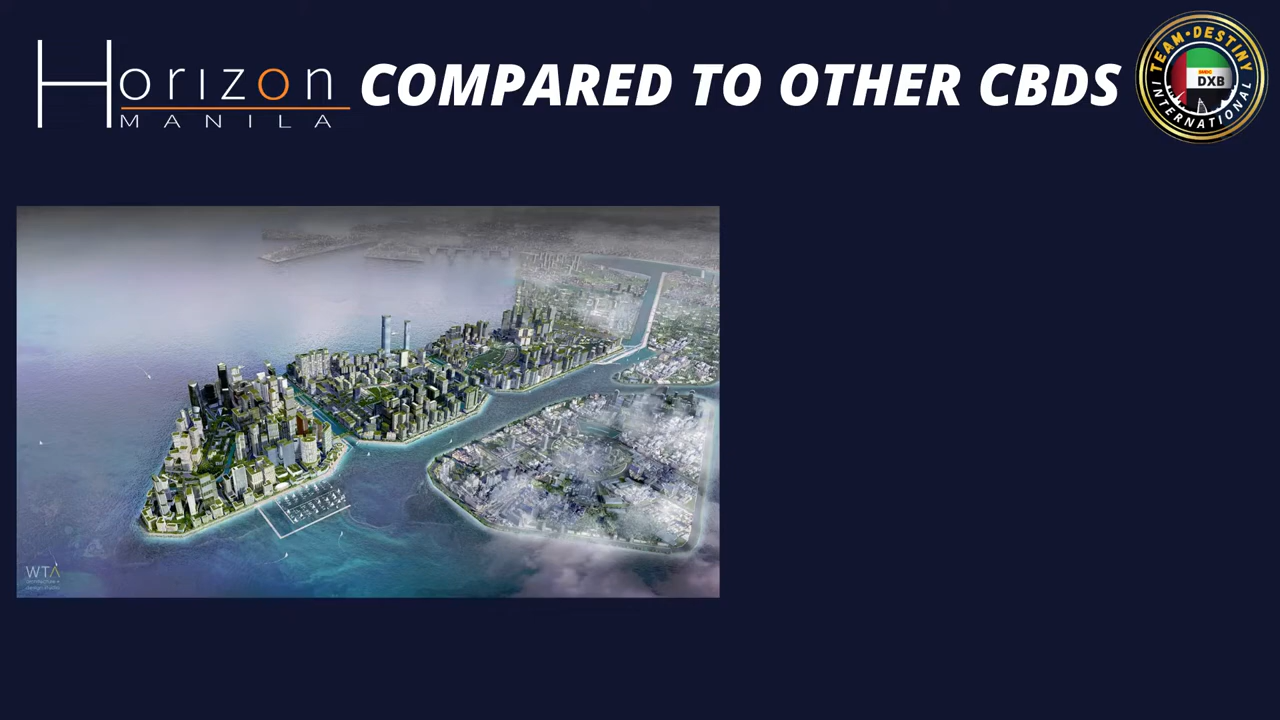 Horizon
MANILA
COMPARED TO OTHER CBDS
TEAM·DESTINY
DXB
INTERNATIONAL
WTA